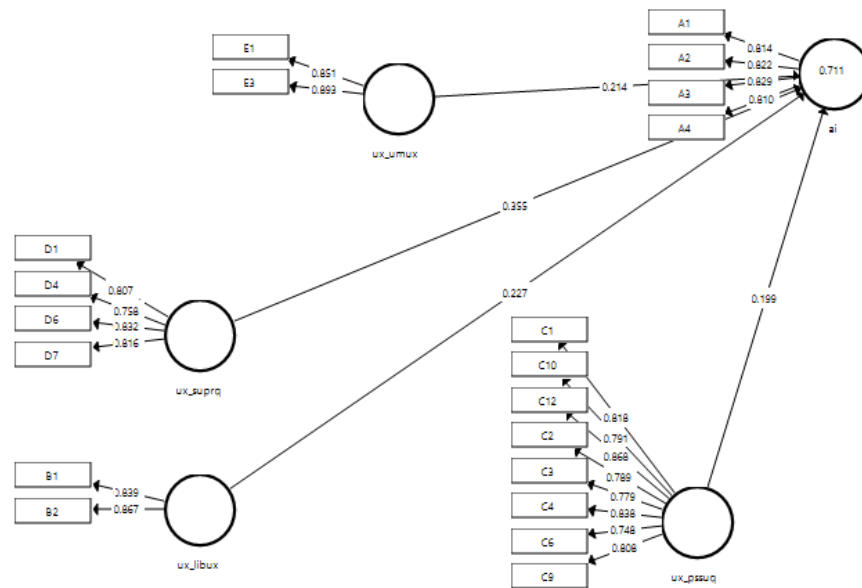 A1
0.814
E1
0.851
A2
0.822
0.711
E3
0.893
0.214
A3
0.829
0.810
A4
ux_umux
ai
0.355
D1
0.807
D4
0.758
0.227
0.199
D6
0.832
D7
0.816
C1
ux_suprq
C10
C12
0.818
C2
0.791
0.868
B1
0.839
C3
0.789
0.779
B2
0.867
C4
0.838
0.748
C6
0.808
ux_libux
C9
ux_pssuq